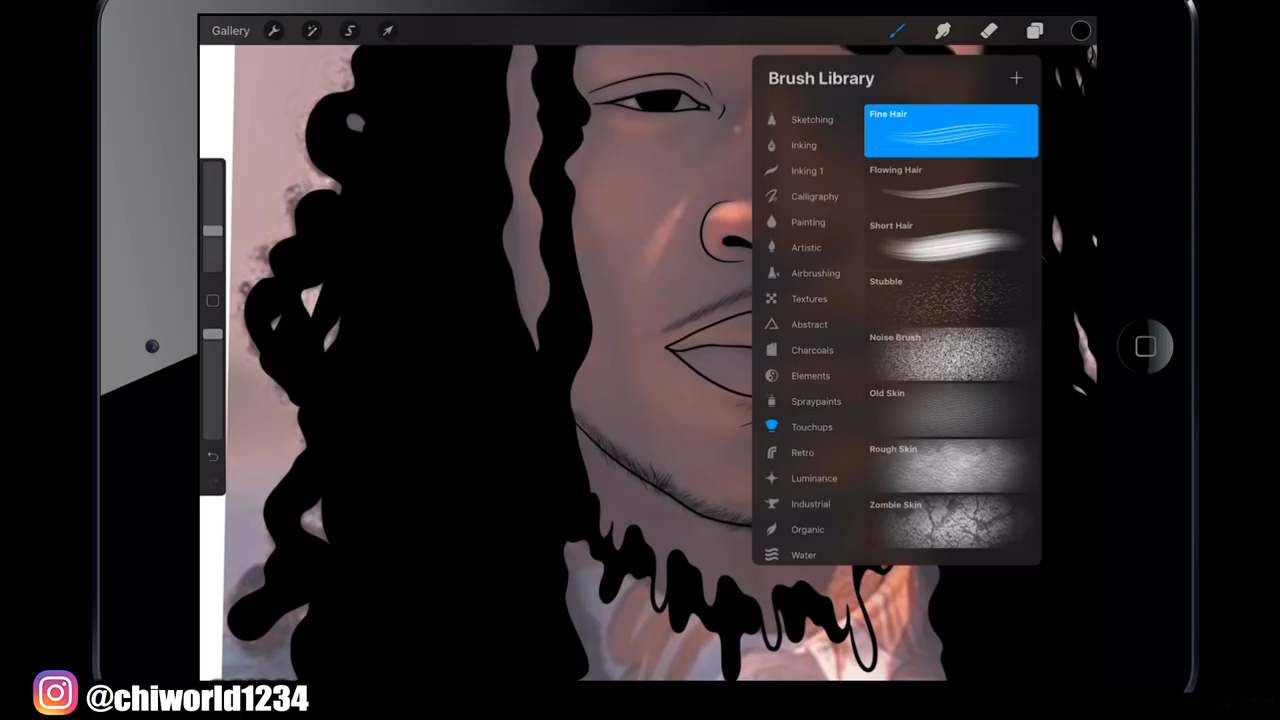 Gallery
Brush Library
Sketching
Inking
Inking 1
Calligraphy
Painting
Artistic
Airbrushing
Textures
Abstract
Charcoals
Elements
Spraypaints
Touchups
Retro
Luminance
Industrial
Organic
Water
Fine Hair
Flowing Hair
Short Hair
Stubble
Noise Brush
Old Skin
Rough Skin
Zombie Skin
@chiworld1234